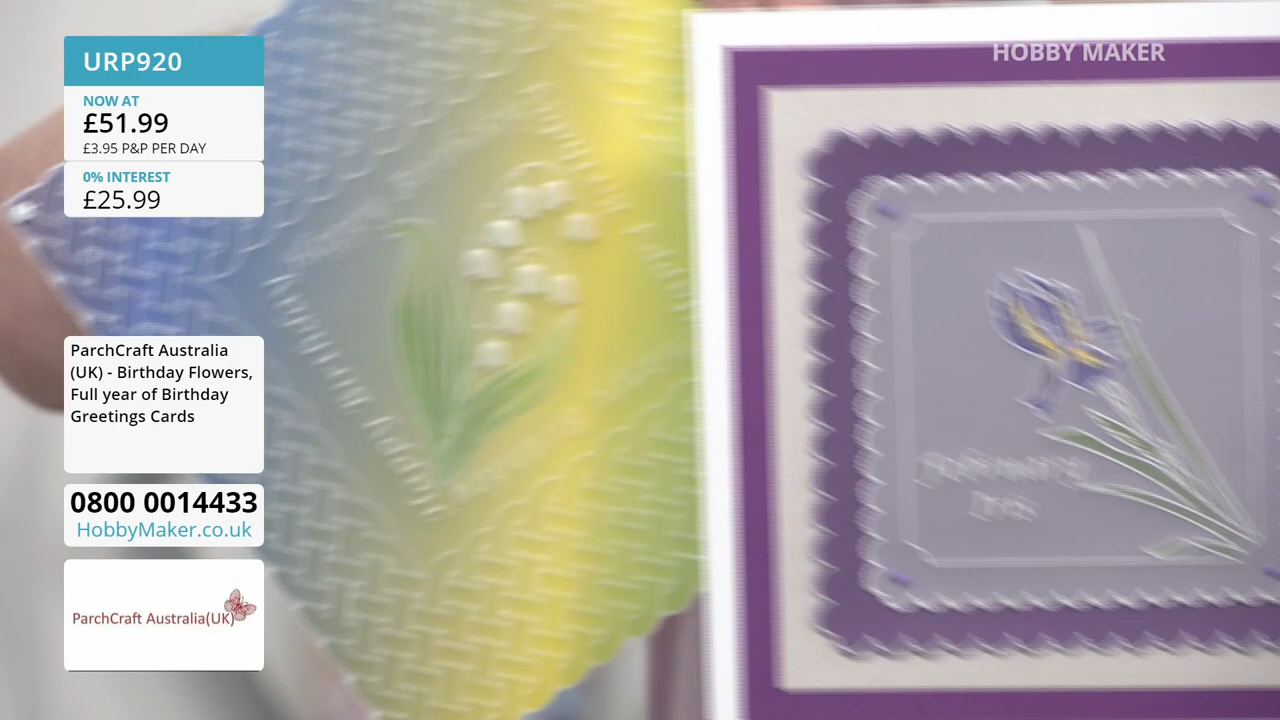 URP920
NOW AT
£51.99
£3.95 P&P PER DAY
0% INTEREST
£25.99
ParchCraft Australia
(UK) - Birthday Flowers,
Full year of Birthday
Greetings Cards
0800 0014433
HobbyMaker.co.uk
ParchCraft Australia(UK)
HOBBY MAKER